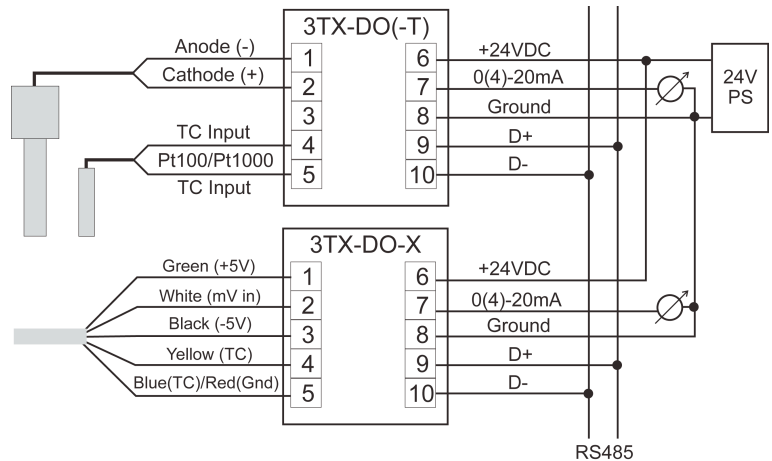 3TX-DO(-T)
Anode (-) 1 6 +24VDC
Cathode (+) 2 7 0(4)-20mA
3 8 Ground
TC Input 4 9 D+
Pt100/Pt1000
TC Input 5 10 D-
24V
PS
3TX-DO-X
Green (+5V) 1 6 +24VDC
White (mV in) 2 7 0(4)-20mA
Black (-5V) 3 8 Ground
Yellow (TC) 4 9 D+
Blue(TC)/Red(Gnd) 5 10 D-
RS485